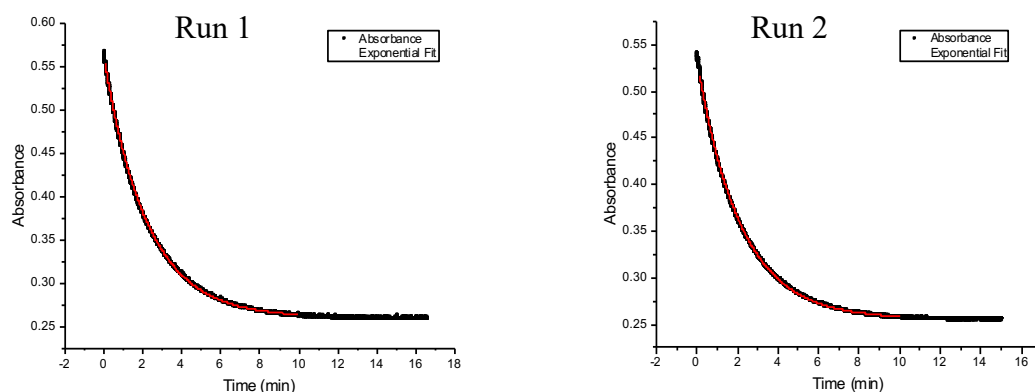 Run 1
Absorbance
Exponential Fit
0.60
0.55
0.50
0.45
0.40
0.35
0.30
0.25
Absorbance
-2 0 2 4 6 8 10 12 14 16 18
Time (min)
Run 2
Absorbance
Exponential Fit
0.55
0.50
0.45
0.40
0.35
0.30
0.25
Absorbance
-2 0 2 4 6 8 10 12 14 16
Time (min)